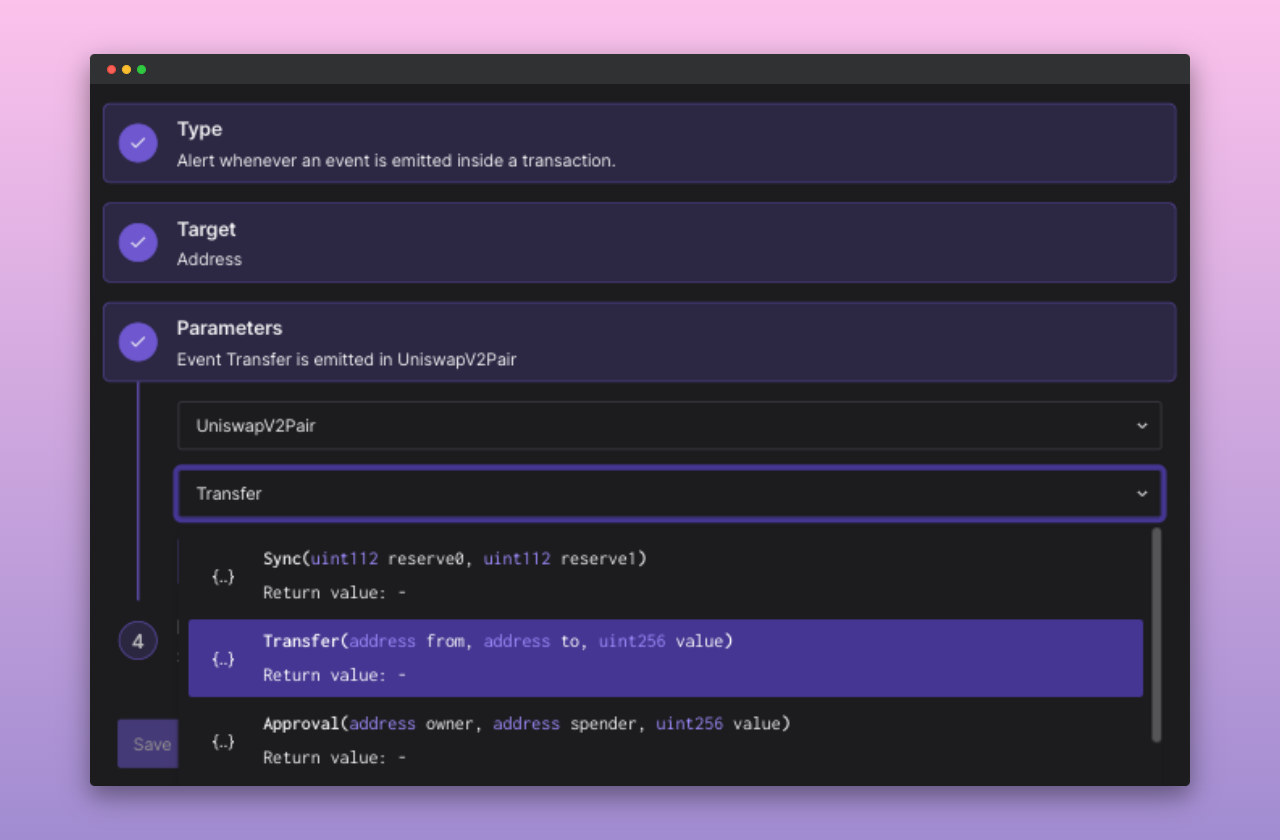 Type
Alert whenever an event is emitted inside a transaction.
Target
Address
Parameters
Event Transfer is emitted in UniswapV2Pair
UniswapV2Pair
Transfer
{..}
Sync(uint112 reserve0, uint112 reserve1)
Return value: -
4
{..}
Transfer(address from, address to, uint256 value)
Return value: -
Save
{..}
Approval(address owner, address spender, uint256 value)
Return value: -